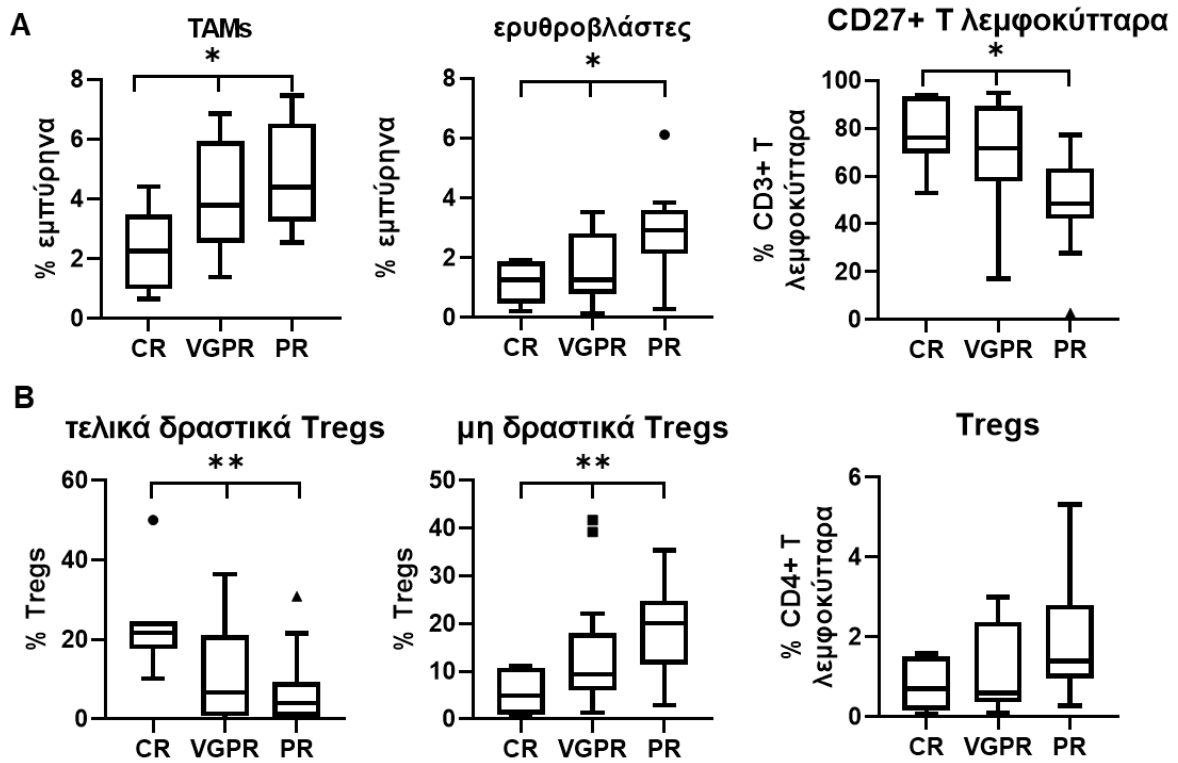 A
TAMs
*
% εμπύρηνα
8
6
4
2
0
CR VGPR PR
ερυθροβλάστες
*
% εμπύρηνα
8
6
4
2
0
CR VGPR PR
CD27+ T λεμφοκύτταρα
*
% CD3+ T
λεμφοκύτταρα
100
80
60
40
20
0
CR VGPR PR
B
τελικά δραστικά Tregs
**
% Tregs
60
40
20
0
CR VGPR PR
μη δραστικά Tregs
**
% Tregs
50
40
30
20
10
0
CR VGPR PR
Tregs
% CD4+ T
λεμφοκύτταρα
6
4
2
0
CR VGPR PR